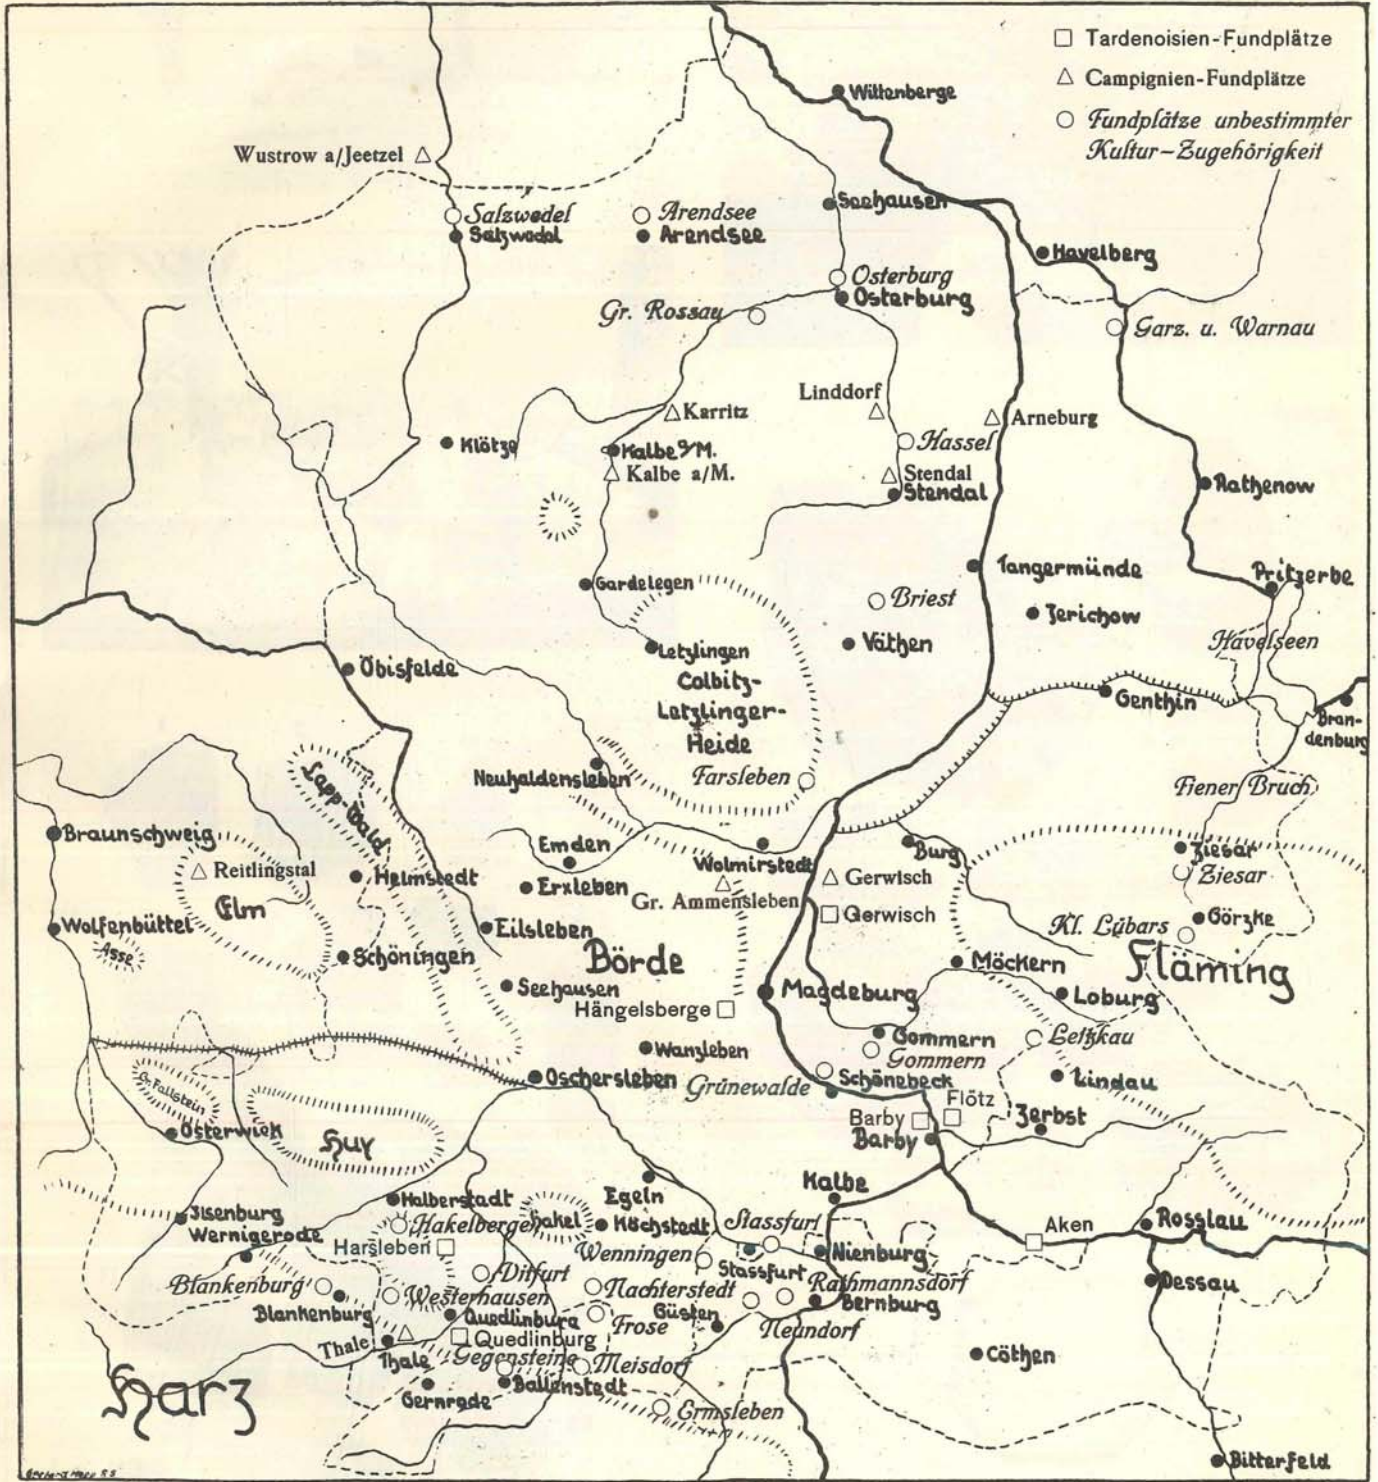 □ Tardenoisien-Fundplätze
△ Campignien-Fundplätze
○ Fundplätze unbestimmter
Kultur-Zugehörigkeit
Wittenberge
Wustrow a/Jeetzel
Seehausen
Salzwedel
Salzwedel
Arendsee
Arendsee
Havelberg
Osterburg
Osterburg
Gr. Rossau
Garz. u. Warnau
Linddorf
Karritz
Arneburg
Klötze
Hassel
Kalbe a/M.
Kalbe a/M.
Stendal
Stendal
Rathenow
Tangermünde
Pritzerbe
Gardelegen
Briest
Jerichow
Väthen
Havelseen
Letzlingen
Öbisfelde
Colbitz-
Letzlinger-
Heide
Genthin
Bran-
denburg
Lapp-Wald
Neuhaldensleben
Farsleben
Fiener Bruch
Braunschweig
Emden
Wolmirstedt
Burg
Ziesar
Ziesar
Reitlingstal
Elm
Helmstedt
Erxleben
Gr. Ammensleben
Gerwisch
Gerwisch
Wolfenbüttel
Asse
Eilsleben
Görzke
Kl. Lübars
Schöningen
Börde
Möckern
Fläming
Seehausen
Magdeburg
Loburg
Hängelsberge
Gommern
Gommern
Leitzkau
Wanzleben
Oschersleben
Grünewalde
Schönebeck
Lindau
Gr. Fallstein
Flötz
Barby
Barby
Zerbst
Osterwiek
Huy
Egeln
Kalbe
Halberstadt
Ilsenburg
Wernigerode
Hakelberge
Hakel
Köchstedt
Stassfurt
Aken
Rosslau
Harsleben
Wenningen
Stassfurt
Nienburg
Ditfurt
Rathmannsdorf
Dessau
Blankenburg
Blankenburg
Westerhausen
Nachterstedt
Bernburg
Quedlinburg
Quedlinburg
Frose
Güsten
Neundorf
Thale
Thale
Gegensteine
Meisdorf
Cöthen
Harz
Gernrode
Ballenstedt
Ermsleben
Bitterfeld